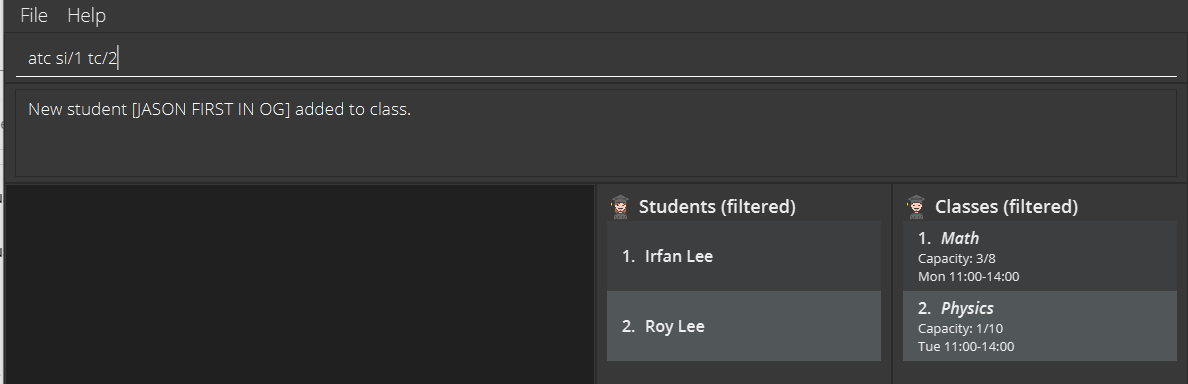 File Help
atc si/1 tc/2
New student [JASON FIRST IN OG] added to class.
Students (filtered)
1. Irfan Lee
2. Roy Lee
Classes (filtered)
1. Math
Capacity: 3/8
Mon 11:00-14:00
2. Physics
Capacity: 1/10
Tue 11:00-14:00